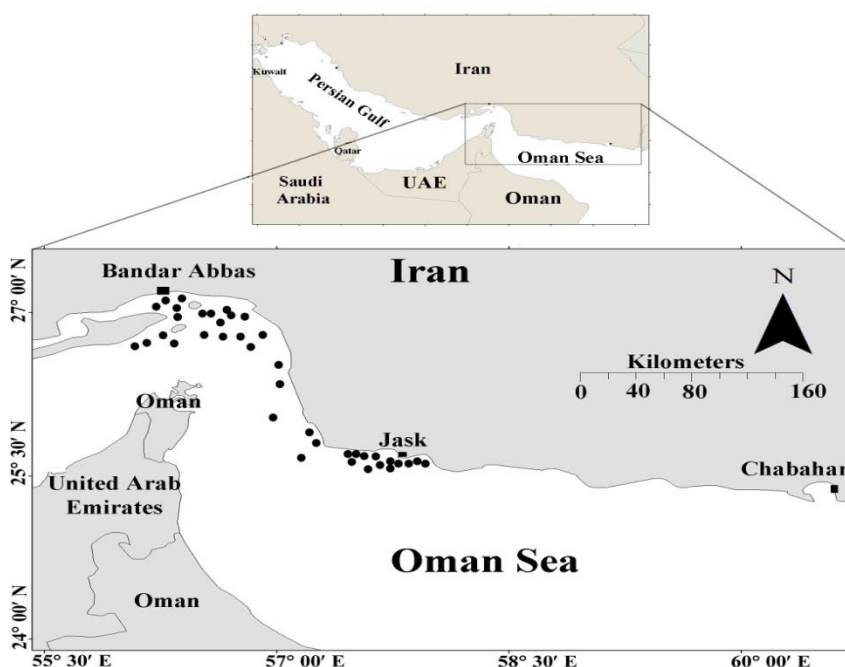 Iran
Kuwait
Persian Gulf
Qatar
Oman Sea
Saudi
Arabia
UAE
Oman
Bandar Abbas
Iran
N
27° 00' N
Kilometers
0 40 80 120 160
Oman
Jask
25° 30' N
United Arab
Emirates
Chabahar
Oman Sea
Oman
24° 00' N
55° 30' E 57° 00' E 58° 30' E 60° 00' E